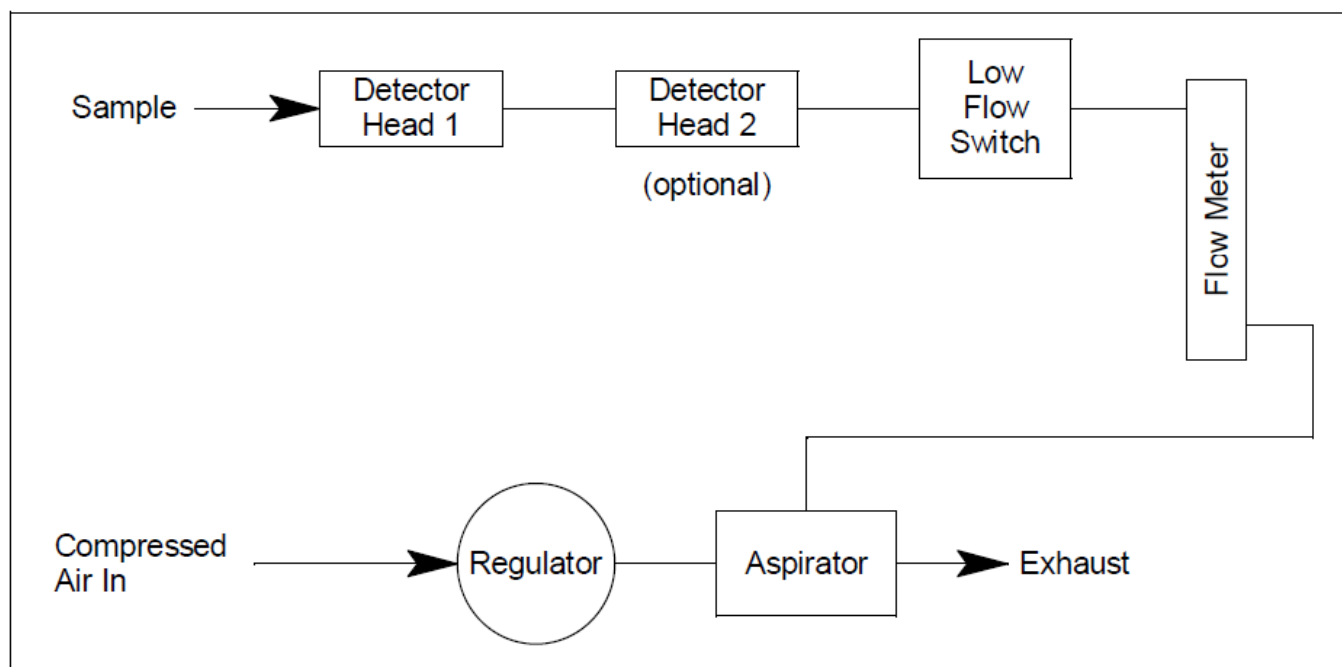 Sample
Detector
Head 1
Detector
Head 2
(optional)
Low
Flow
Switch
Flow Meter
Compressed
Air In
Regulator
Aspirator
Exhaust